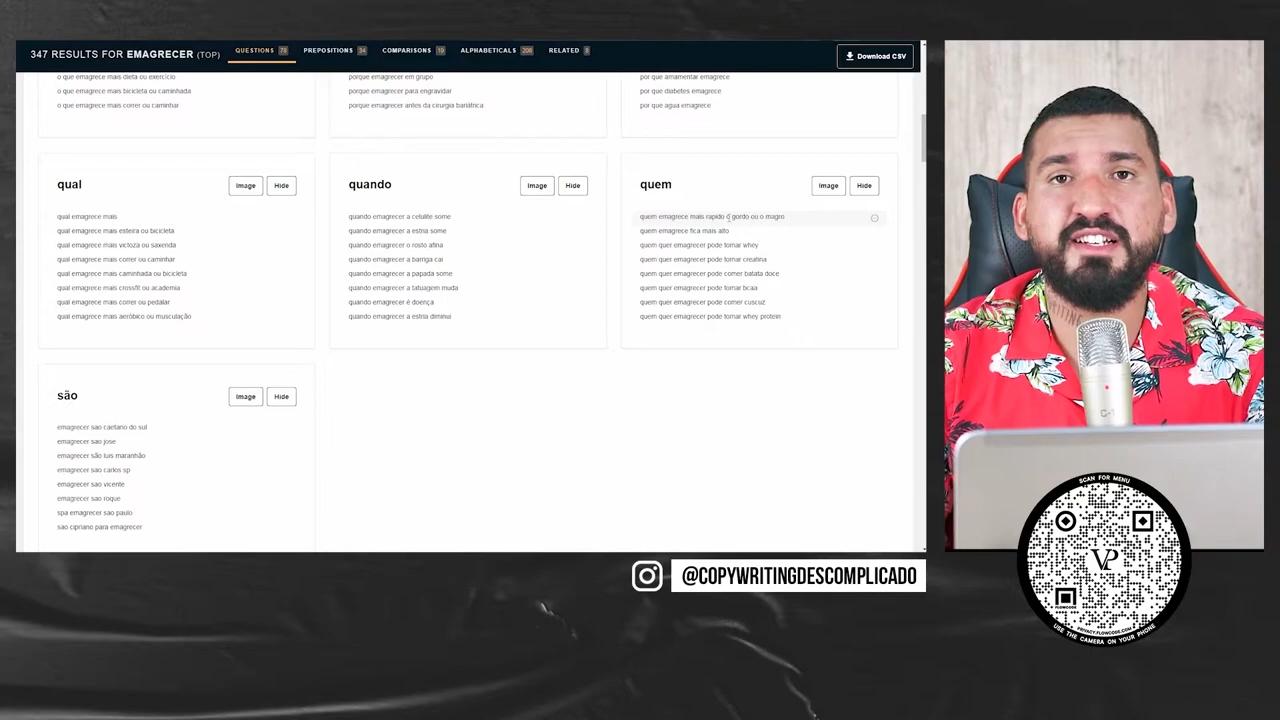 347 RESULTS FOR EMAGRECER (TOP)
QUESTIONS 78
PREPOSITIONS 34
COMPARISONS 19
ALPHABETICALS 208
RELATED 8
Download CSV
o que emagrece mais dieta ou exercício
o que emagrece mais bicicleta ou caminhada
o que emagrece mais correr ou caminhar
porque emagrecer em grupo
porque emagrecer para engravidar
porque emagrecer antes da cirurgia bariátrica
por que amamentar emagrece
por que diabetes emagrece
por que agua emagrece
qual
Image
Hide
qual emagrece mais
qual emagrece mais esteira ou bicicleta
qual emagrece mais victoza ou saxenda
qual emagrece mais correr ou caminhar
qual emagrece mais caminhada ou bicicleta
qual emagrece mais crossfit ou academia
qual emagrece mais correr ou pedalar
qual emagrece mais aeróbico ou musculação
quando
Image
Hide
quando emagrecer a celulite some
quando emagrecer a estria some
quando emagrecer o rosto afina
quando emagrecer a barriga cai
quando emagrecer a papada some
quando emagrecer a tatuagem muda
quando emagrecer é doença
quando emagrecer a estria diminui
quem
Image
Hide
quem emagrece mais rapido o gordo ou o magro
quem emagrece fica mais alto
quem quer emagrecer pode tomar whey
quem quer emagrecer pode tomar creatina
quem quer emagrecer pode comer batata doce
quem quer emagrecer pode tomar bcaa
quem quer emagrecer pode comer cuscuz
quem quer emagrecer pode tomar whey protein
são
Image
Hide
emagrecer sao caetano do sul
emagrecer sao jose
emagrecer são luis maranhão
emagrecer sao carlos sp
emagrecer sao vicente
emagrecer sao roque
spa emagrecer sao paulo
sao cipriano para emagrecer
C-1
SCAN FOR MENU
VP
FLOWCODE
PRIVACY.FLOWCODE.COM
USE THE CAMERA ON YOUR PHONE
@COPYWRITINGDESCOMPLICADO